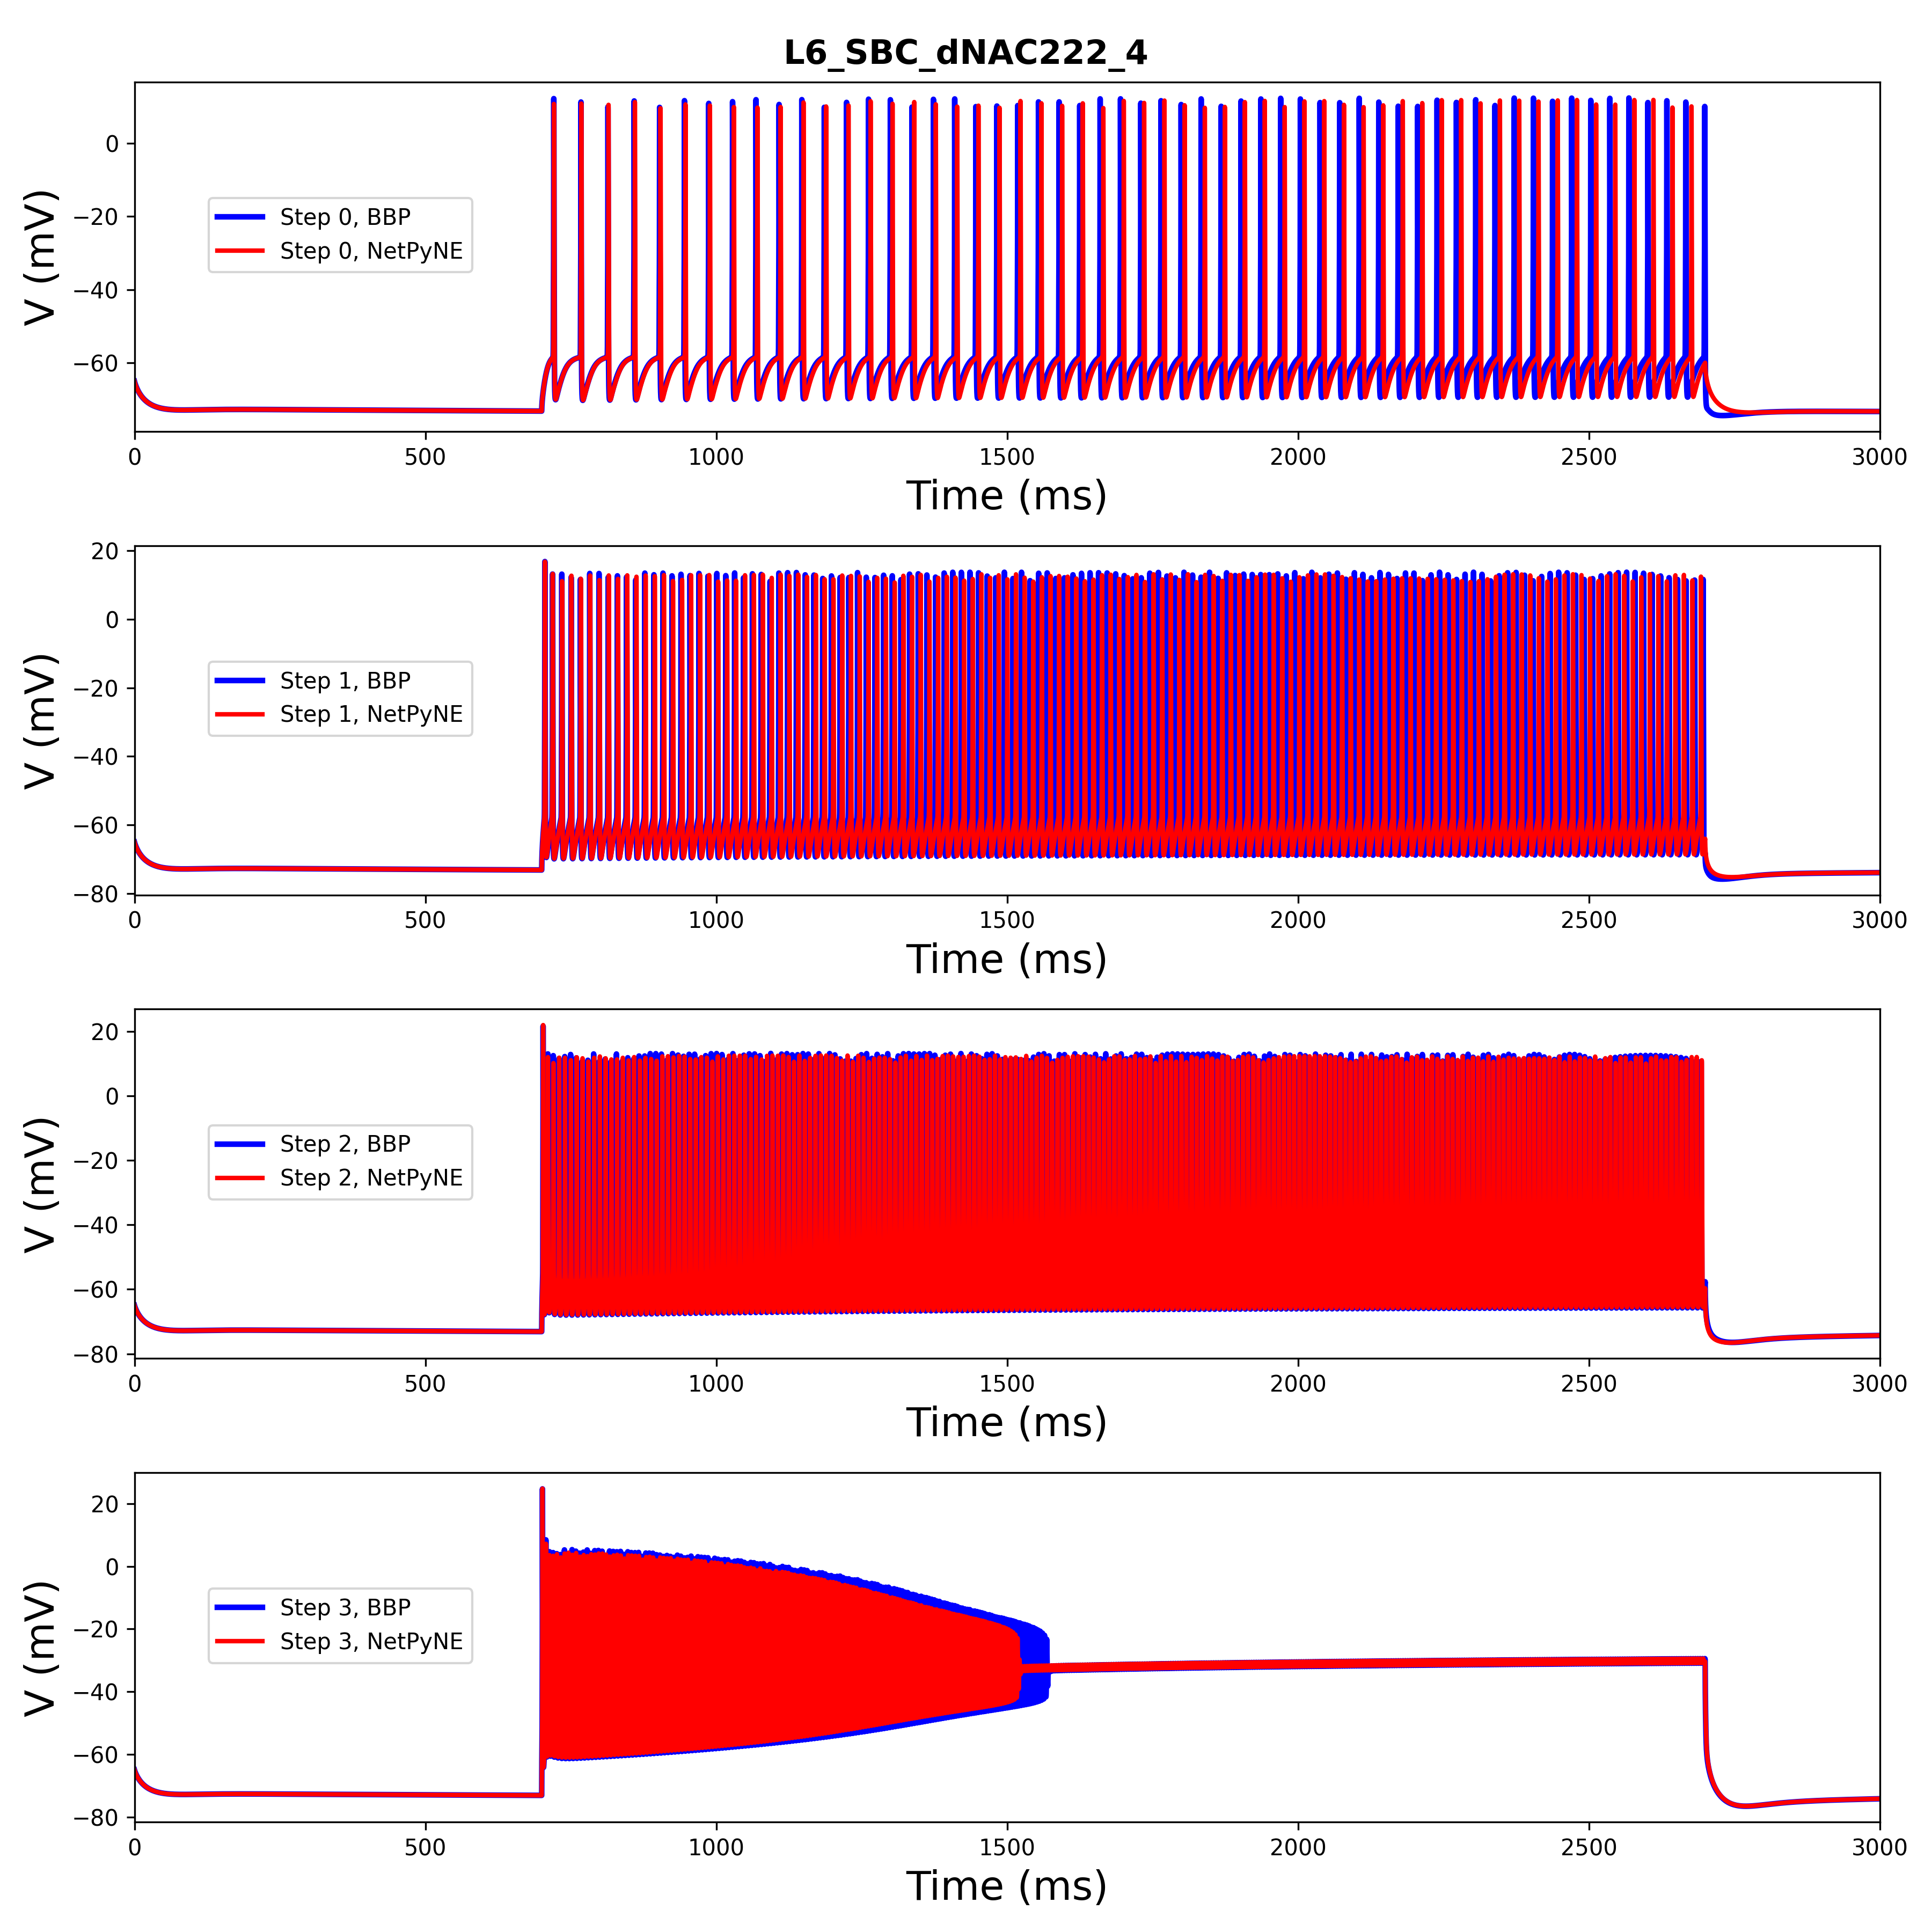 L6_SBC_dNAC222_4
V (mV)
0
−20
−40
−60
Step 0, BBP
Step 0, NetPyNE
0 500 1000 1500 2000 2500 3000
Time (ms)
V (mV)
20
0
−20
−40
−60
−80
Step 1, BBP
Step 1, NetPyNE
0 500 1000 1500 2000 2500 3000
Time (ms)
V (mV)
20
0
−20
−40
−60
−80
Step 2, BBP
Step 2, NetPyNE
0 500 1000 1500 2000 2500 3000
Time (ms)
V (mV)
20
0
−20
−40
−60
−80
Step 3, BBP
Step 3, NetPyNE
0 500 1000 1500 2000 2500 3000
Time (ms)